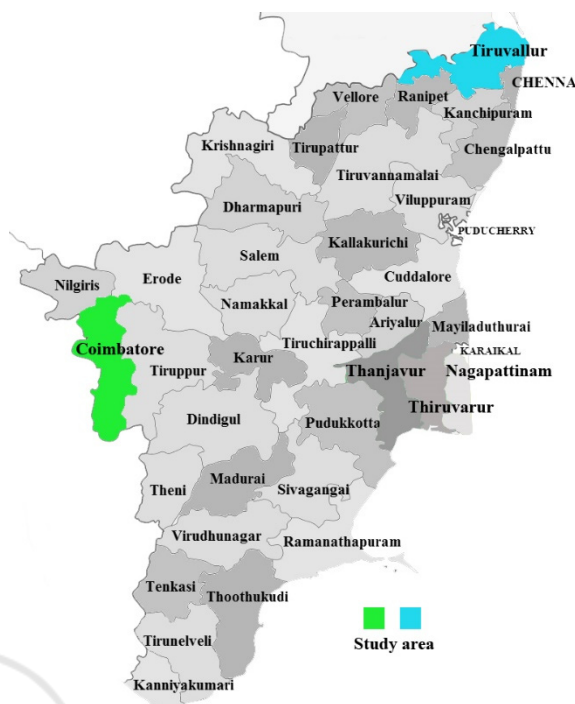 Tiruvallur
CHENNA
Vellore
Ranipet
Kanchipuram
Krishnagiri
Tirupattur
Chengalpattu
Tiruvannamalai
Viluppuram
Dharmapuri
PUDUCHERRY
Kallakurichi
Salem
Erode
Cuddalore
Nilgiris
Namakkal
Perambalur
Ariyalur
Mayiladuthurai
Tiruchirappalli
Coimbatore
Karur
KARAIKAL
Tiruppur
Thanjavur
Nagapattinam
Thiruvarur
Dindigul
Pudukkotta
Madurai
Theni
Sivagangai
Virudhunagar
Ramanathapuram
Tenkasi
Thoothukudi
Tirunelveli
Study area
Kanniyakumari